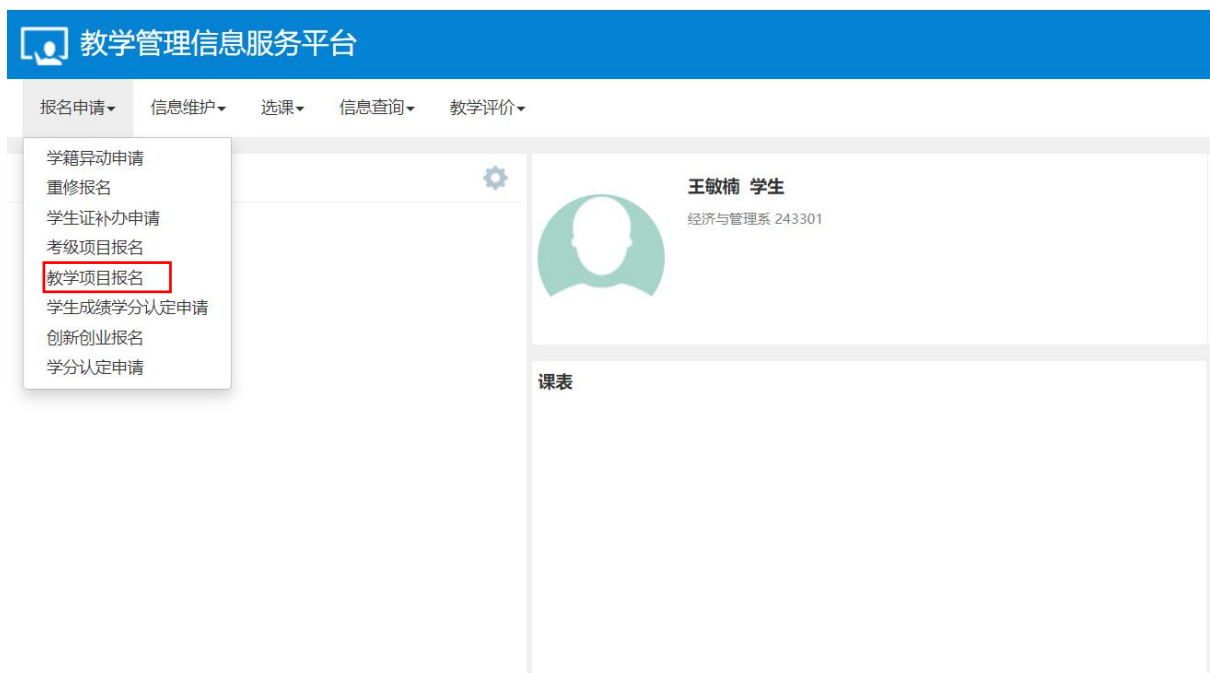 教学管理信息服务平台
报名申请 信息维护 选课 信息查询 教学评价
学籍异动申请
重修报名
学生证补办申请
考级项目报名
教学项目报名
学生成绩学分认定申请
创新创业报名
学分认定申请
王敏楠 学生
经济与管理系 243301
课表